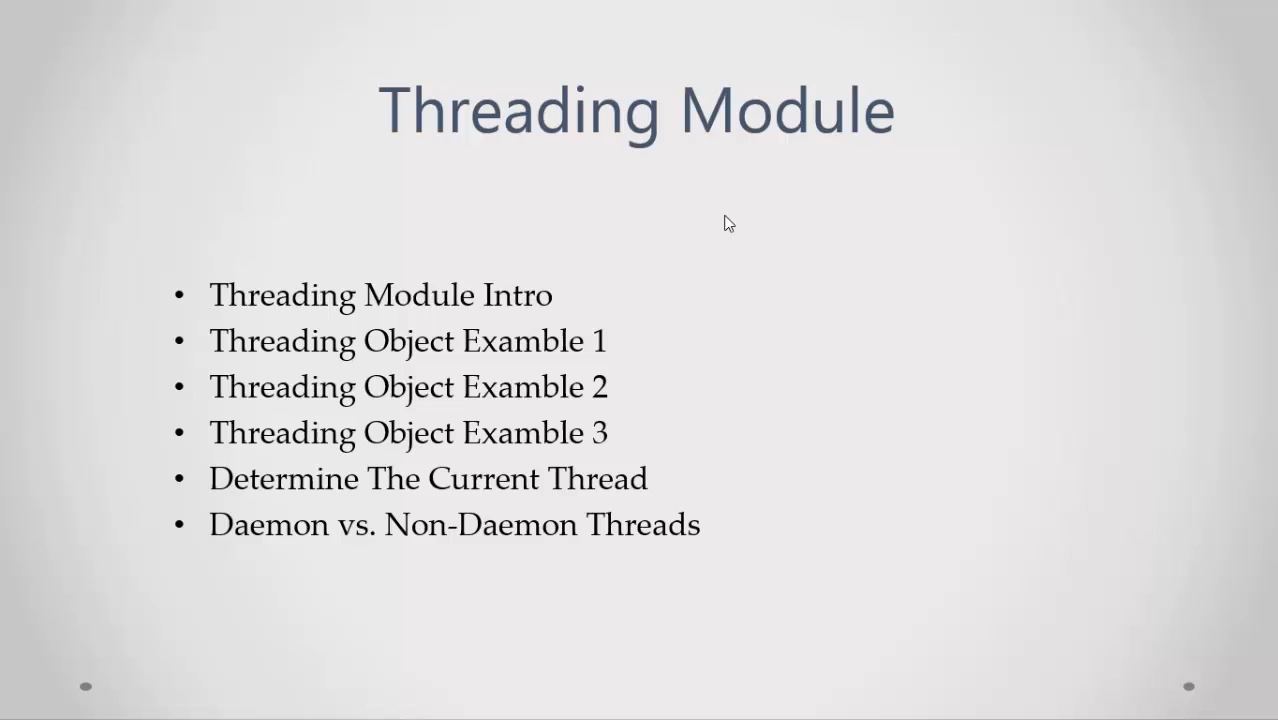 Threading Module
• Threading Module Intro
• Threading Object Examble 1
• Threading Object Examble 2
• Threading Object Examble 3
• Determine The Current Thread
• Daemon vs. Non-Daemon Threads